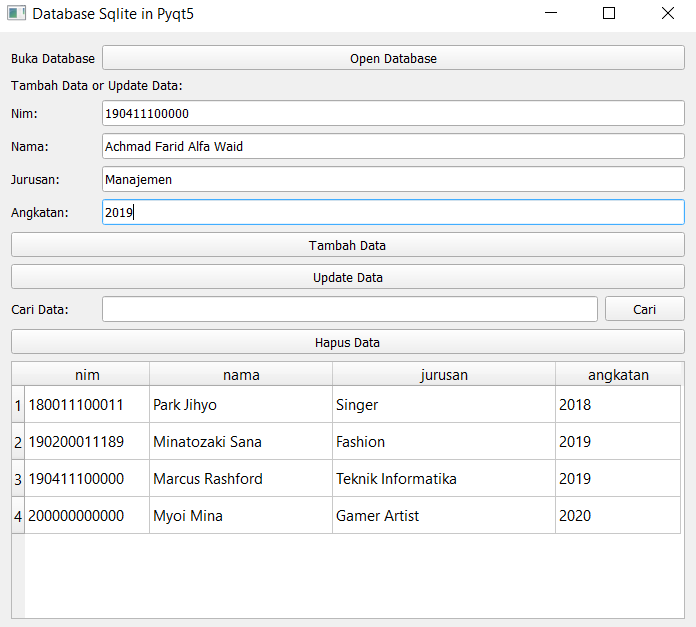 Database Sqlite in Pyqt5
Buka Database Open Database
Tambah Data or Update Data:
Nim: 190411100000
Nama: Achmad Farid Alfa Waid
Jurusan: Manajemen
Angkatan: 2019
Tambah Data
Update Data
Cari Data: Cari
Hapus Data
nim nama jurusan angkatan
1 180011100011 Park Jihyo Singer 2018
2 190200011189 Minatozaki Sana Fashion 2019
3 190411100000 Marcus Rashford Teknik Informatika 2019
4 200000000000 Myoi Mina Gamer Artist 2020